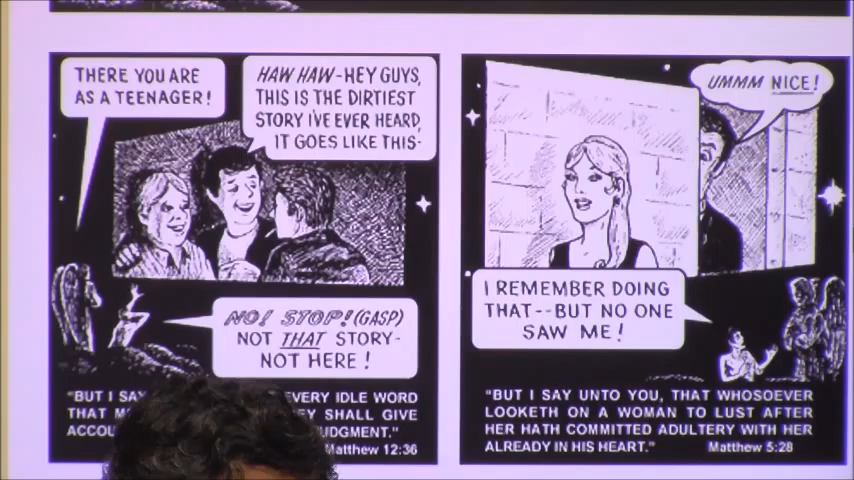 THERE YOU ARE
AS A TEENAGER!
HAW HAW-HEY GUYS,
THIS IS THE DIRTIEST
STORY I'VE EVER HEARD,
IT GOES LIKE THIS-
NO! STOP! (GASP)
NOT THAT STORY-
NOT HERE!
"BUT I SAY EVERY IDLE WORD
THAT SHALL GIVE
JUDGMENT."
Matthew 12:36
UMMM NICE!
I REMEMBER DOING
THAT--BUT NO ONE
SAW ME!
"BUT I SAY UNTO YOU, THAT WHOSOEVER
LOOKETH ON A WOMAN TO LUST AFTER
HER HATH COMMITTED ADULTERY WITH HER
ALREADY IN HIS HEART."
Matthew 5:28